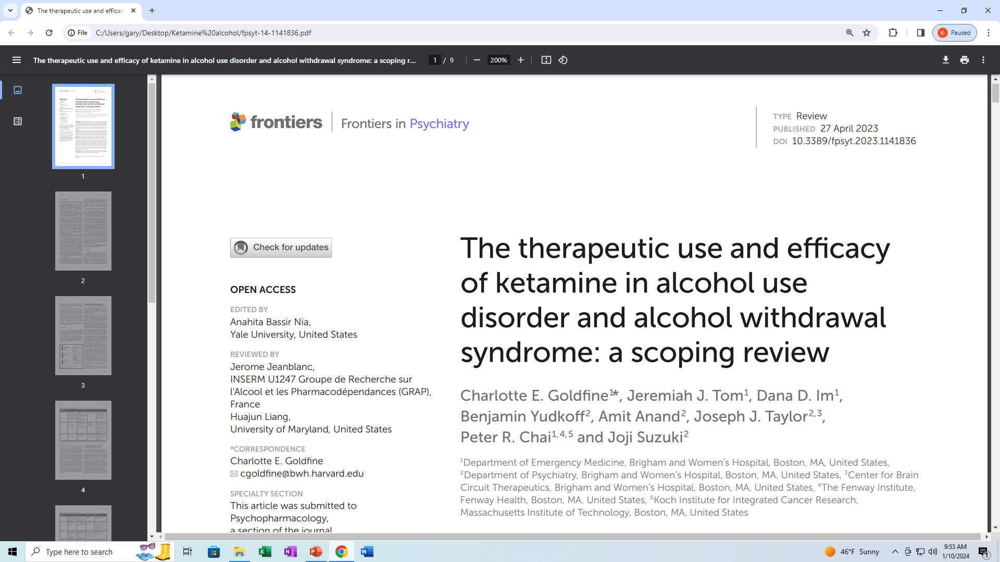 The therapeutic use and efficac
File
C:/Users/gary/Desktop/Ketamine%20alcohol/fpsyt-14-1141836.pdf
K
Paused
The therapeutic use and efficacy of ketamine in alcohol use disorder and alcohol withdrawal syndrome: a scoping r...
1 / 9
200%
1
2
3
4
frontiers
Frontiers in Psychiatry
TYPE Review
PUBLISHED 27 April 2023
DOI 10.3389/fpsyt.2023.1141836
Check for updates
OPEN ACCESS
EDITED BY
Anahita Bassir Nia,
Yale University, United States
REVIEWED BY
Jerome Jeanblanc,
INSERM U1247 Groupe de Recherche sur
l'Alcool et les Pharmacodépendances (GRAP),
France
Huajun Liang,
University of Maryland, United States
*CORRESPONDENCE
Charlotte E. Goldfine
cgoldfine@bwh.harvard.edu
SPECIALTY SECTION
This article was submitted to
Psychopharmacology,
a section of the journal
The therapeutic use and efficacy
of ketamine in alcohol use
disorder and alcohol withdrawal
syndrome: a scoping review
Charlotte E. Goldfine1*, Jeremiah J. Tom1, Dana D. Im1,
Benjamin Yudkoff2, Amit Anand2, Joseph J. Taylor2,3,
Peter R. Chai1,4,5 and Joji Suzuki2
1Department of Emergency Medicine, Brigham and Women's Hospital, Boston, MA, United States,
2Department of Psychiatry, Brigham and Women's Hospital, Boston, MA, United States, 3Center for Brain
Circuit Therapeutics, Brigham and Women's Hospital, Boston, MA, United States, 4The Fenway Institute,
Fenway Health, Boston, MA, United States, 5Koch Institute for Integrated Cancer Research,
Massachusetts Institute of Technology, Boston, MA, United States
Type here to search
46°F Sunny
9:53 AM
1/10/2024
1